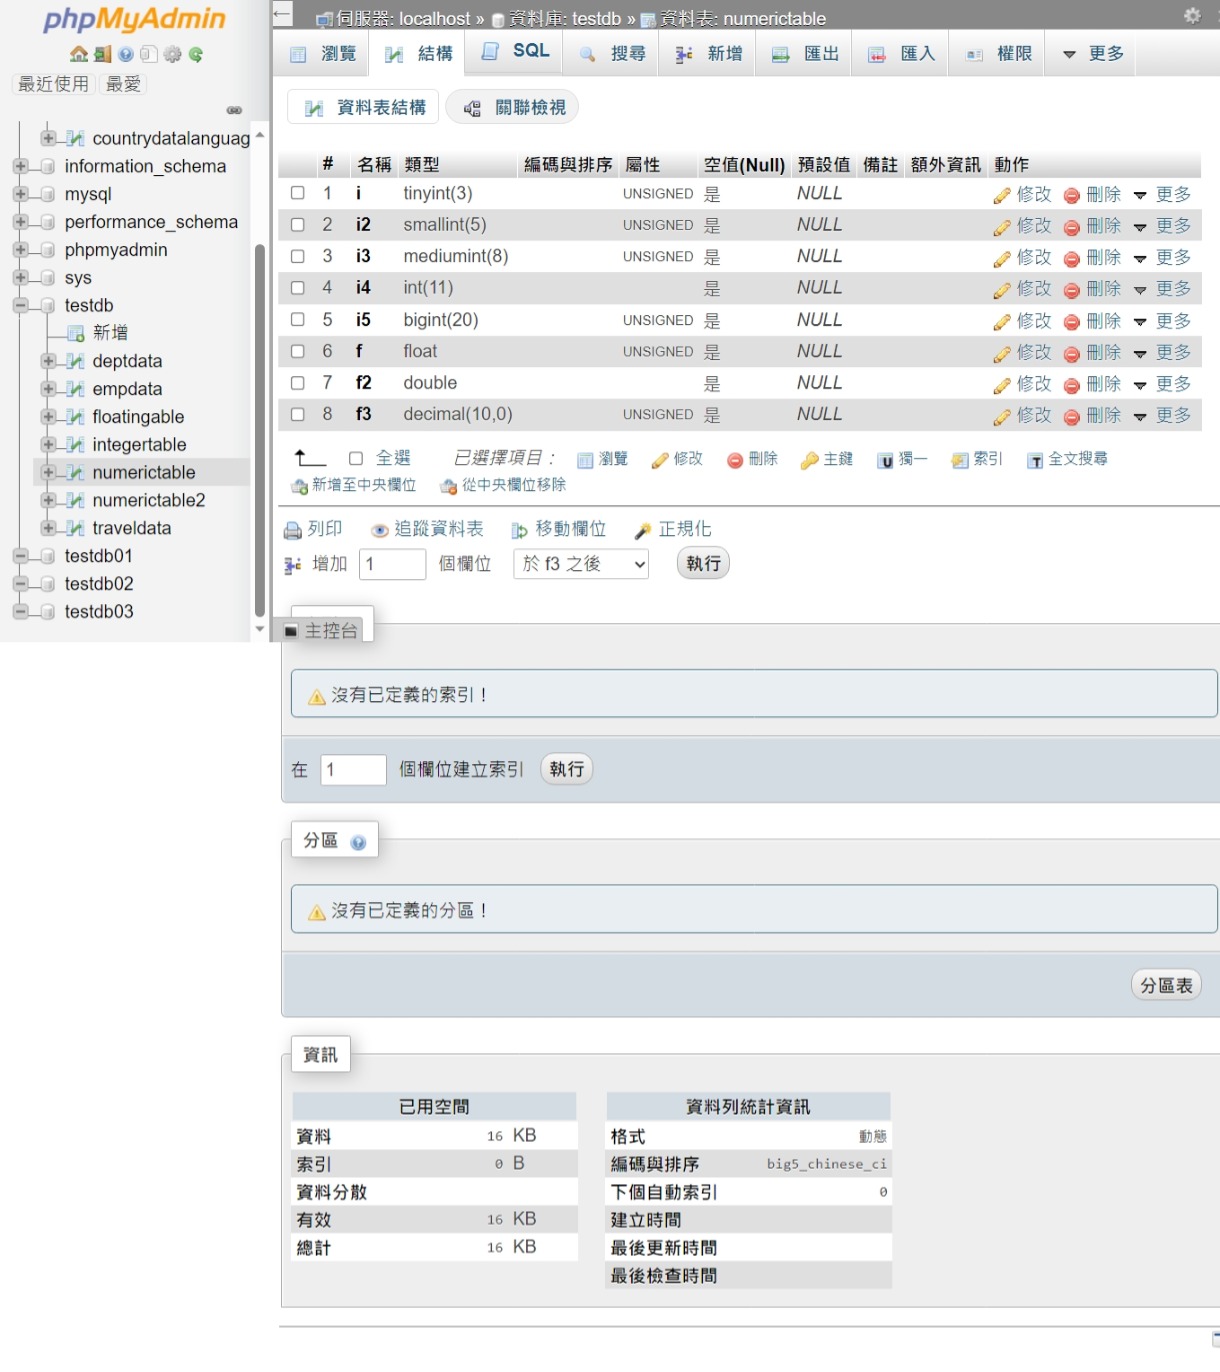 phpMyAdmin
最近使用 最愛
countrydatalanguag
information_schema
mysql
performance_schema
phpmyadmin
sys
testdb
新增
deptdata
empdata
floatingable
integertable
numerictable
numerictable2
traveldata
testdb01
testdb02
testdb03
伺服器: localhost » 資料庫: testdb » 資料表: numerictable
瀏覽 結構 SQL 搜尋 新增 匯出 匯入 權限 更多
資料表結構 關聯檢視
# 名稱 類型 編碼與排序 屬性 空值(Null) 預設值 備註 額外資訊 動作
1 i tinyint(3) UNSIGNED 是 NULL 修改 刪除 更多
2 i2 smallint(5) UNSIGNED 是 NULL 修改 刪除 更多
3 i3 mediumint(8) UNSIGNED 是 NULL 修改 刪除 更多
4 i4 int(11) 是 NULL 修改 刪除 更多
5 i5 bigint(20) UNSIGNED 是 NULL 修改 刪除 更多
6 f float UNSIGNED 是 NULL 修改 刪除 更多
7 f2 double 是 NULL 修改 刪除 更多
8 f3 decimal(10,0) UNSIGNED 是 NULL 修改 刪除 更多
全選 已選擇項目： 瀏覽 修改 刪除 主鍵 獨一 索引 全文搜尋
新增至中央欄位 從中央欄位移除
列印 追蹤資料表 移動欄位 正規化
增加 1 個欄位 於 f3 之後 執行
主控台
沒有已定義的索引！
在 1 個欄位建立索引 執行
分區
沒有已定義的分區！
分區表
資訊
已用空間
資料 16 KB
索引 0 B
資料分散
有效 16 KB
總計 16 KB
資料列統計資訊
格式 動態
編碼與排序 big5_chinese_ci
下個自動索引 0
建立時間
最後更新時間
最後檢查時間